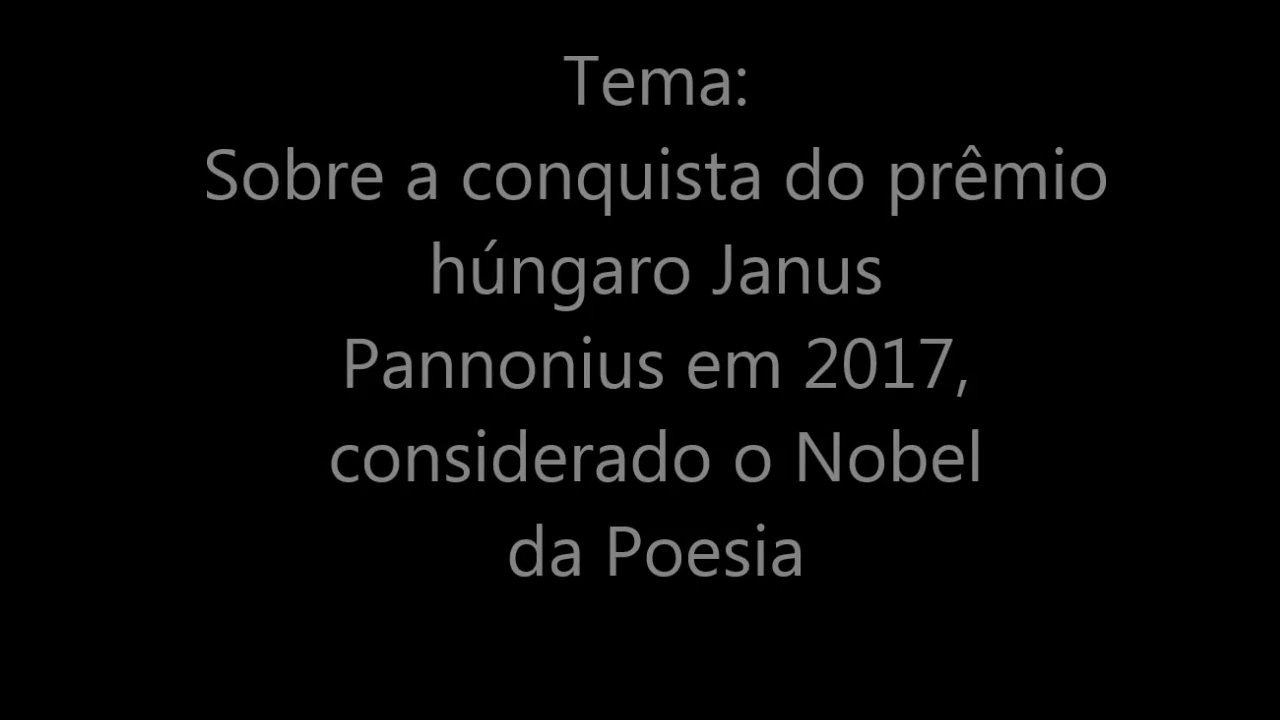 Tema:
Sobre a conquista do prêmio
húngaro Janus
Pannonius em 2017,
considerado o Nobel
da Poesia